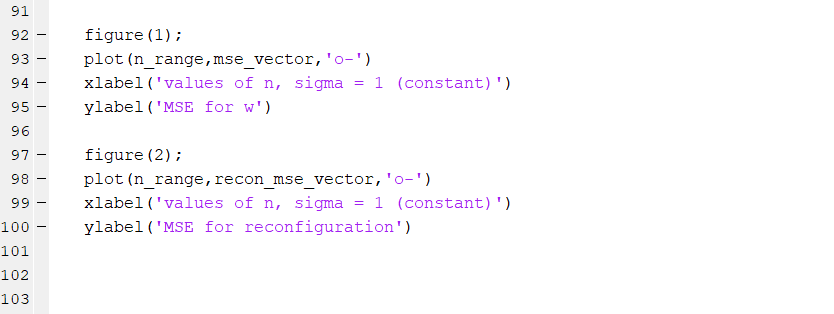 91
92 – figure(1);
93 – plot(n_range,mse_vector,'o-')
94 – xlabel('values of n, sigma = 1 (constant)')
95 – ylabel('MSE for w')
96
97 – figure(2);
98 – plot(n_range,recon_mse_vector,'o-')
99 – xlabel('values of n, sigma = 1 (constant)')
100 – ylabel('MSE for reconfiguration')
101
102
103